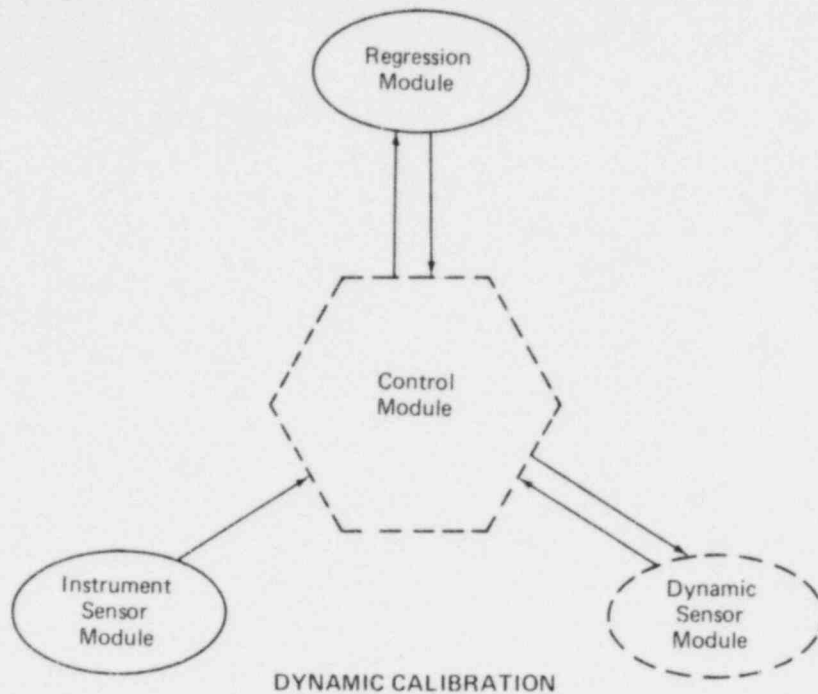 Regression
Module
Control
Module
Instrument
Sensor
Module
Dynamic
Sensor
Module
DYNAMIC CALIBRATION